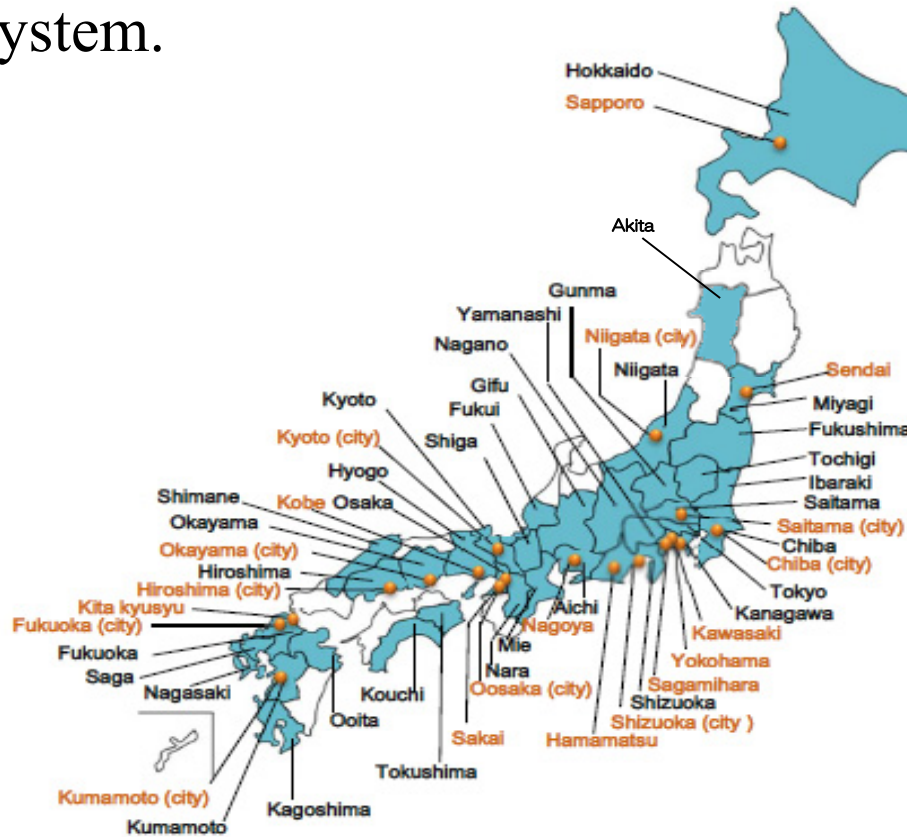 ystem.
Hokkaido
Sapporo
Akita
Gunma
Yamanashi
Niigata (city)
Nagano
Niigata
Sendai
Gifu
Kyoto
Miyagi
Fukui
Fukushima
Kyoto (city)
Shiga
Tochigi
Hyogo
Ibaraki
Shimane
Kobe Osaka
Saitama
Okayama
Saitama (city)
Okayama (city)
Chiba
Hiroshima
Chiba (city)
Hiroshima (city)
Tokyo
Kita kyusyu
Aichi
Kanagawa
Fukuoka (city)
Nagoya
Kawasaki
Fukuoka
Mie
Yokohama
Saga
Nara
Nagasaki
Kouchi
Oosaka (city)
Sagamihara
Shizuoka
Ooita
Shizuoka (city )
Sakai
Hamamatsu
Tokushima
Kumamoto (city)
Kagoshima
Kumamoto